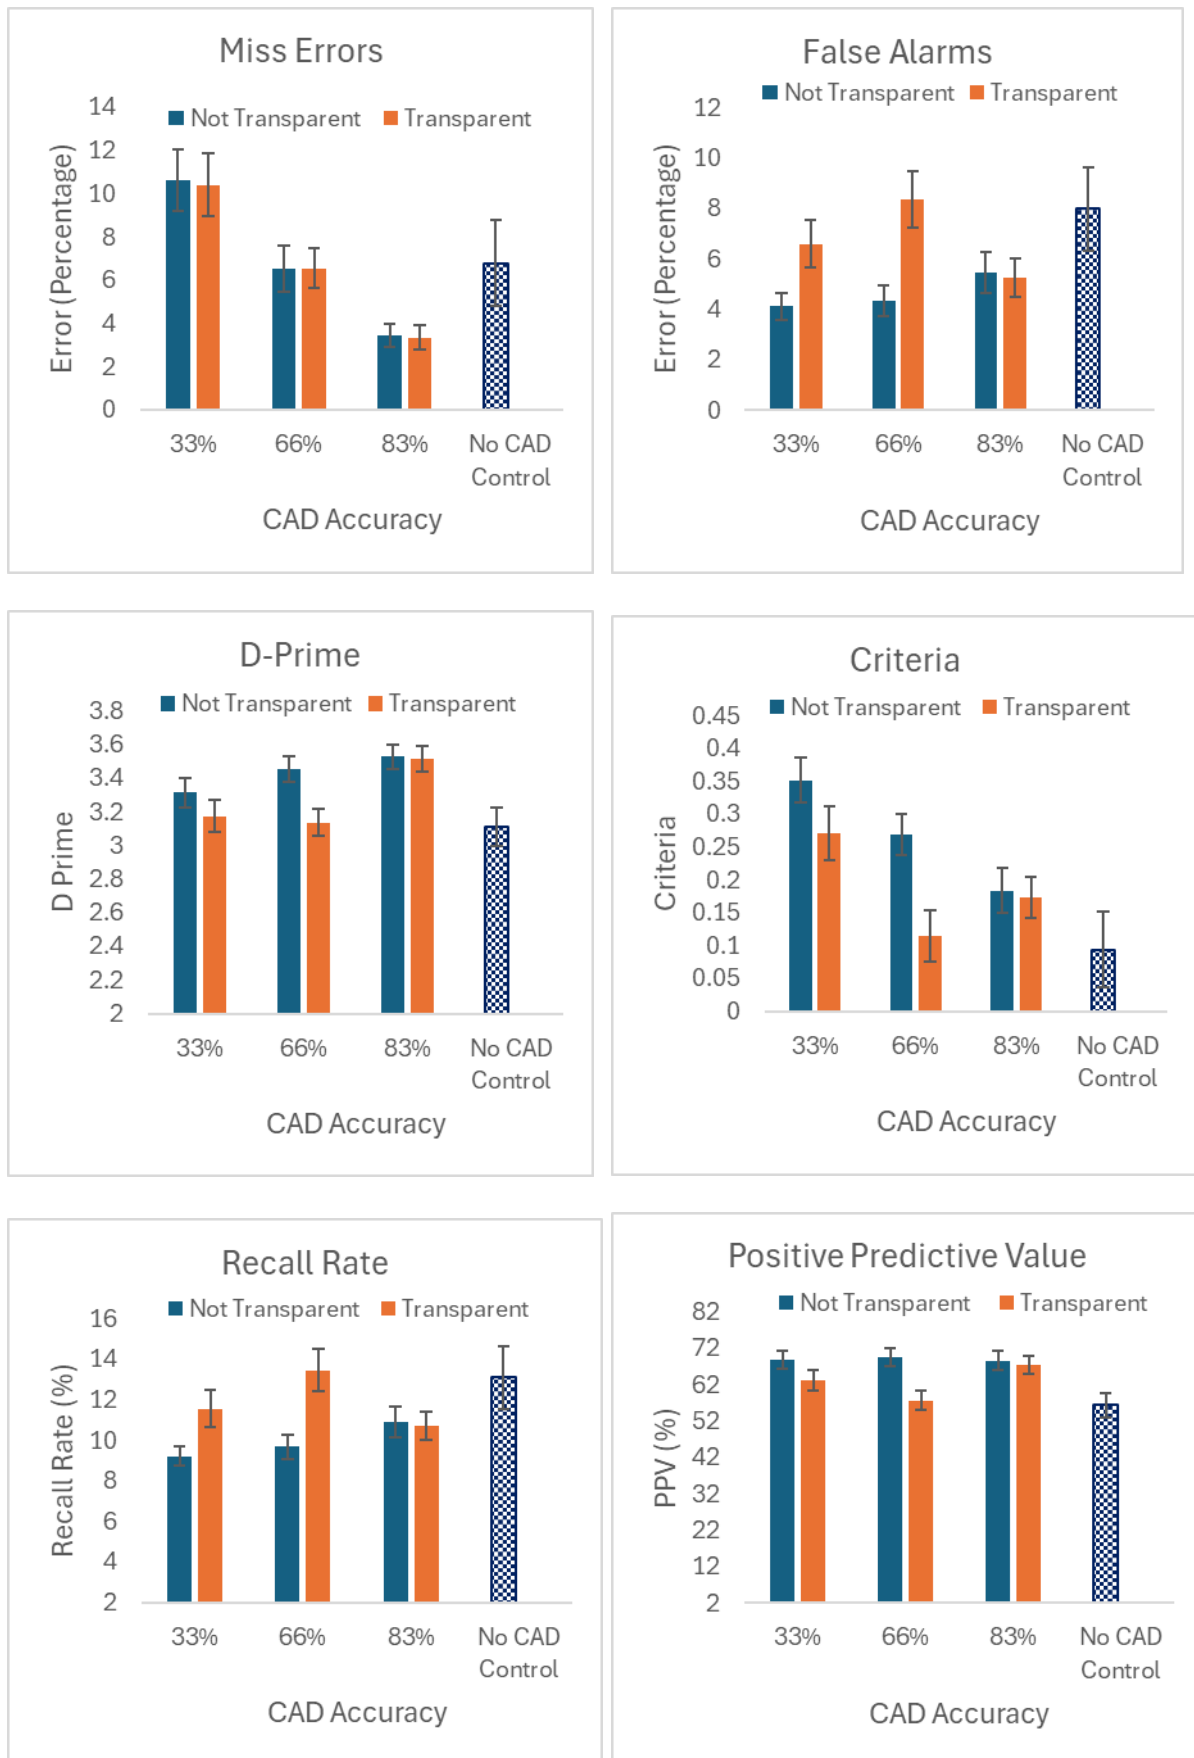 Miss Errors
Not Transparent Transparent
Error (Percentage)
14
12
10
8
6
4
2
0
33% 66% 83% No CAD
Control
CAD Accuracy
False Alarms
Not Transparent Transparent
Error (Percentage)
12
10
8
6
4
2
0
33% 66% 83% No CAD
Control
CAD Accuracy
D-Prime
Not Transparent Transparent
D Prime
3.8
3.6
3.4
3.2
3
2.8
2.6
2.4
2.2
2
33% 66% 83% No CAD
Control
CAD Accuracy
Criteria
Not Transparent Transparent
Criteria
0.45
0.4
0.35
0.3
0.25
0.2
0.15
0.1
0.05
0
33% 66% 83% No CAD
Control
CAD Accuracy
Recall Rate
Not Transparent Transparent
Recall Rate (%)
16
14
12
10
8
6
4
2
33% 66% 83% No CAD
Control
CAD Accuracy
Positive Predictive Value
Not Transparent Transparent
PPV (%)
82
72
62
52
42
32
22
12
2
33% 66% 83% No CAD
Control
CAD Accuracy